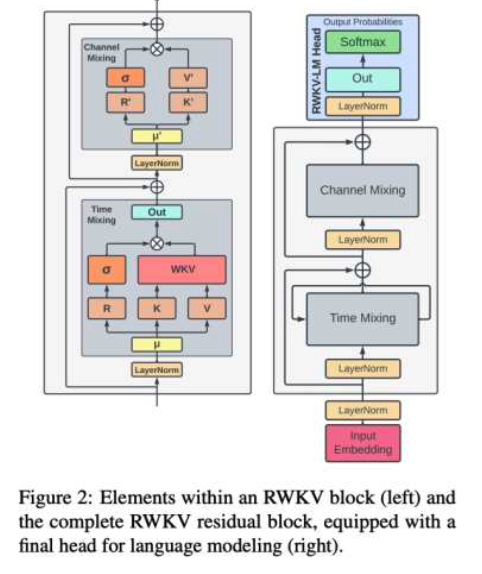 Channel
Mixing
σ
V'
R'
K'
μ'
LayerNorm
Time
Mixing
Out
σ
WKV
R
K
V
μ
LayerNorm
Output Probabilities
RWKV-LM Head
Softmax
Out
LayerNorm
Channel Mixing
LayerNorm
Time Mixing
LayerNorm
LayerNorm
Input
Embedding
Figure 2: Elements within an RWKV block (left) and
the complete RWKV residual block, equipped with a
final head for language modeling (right).